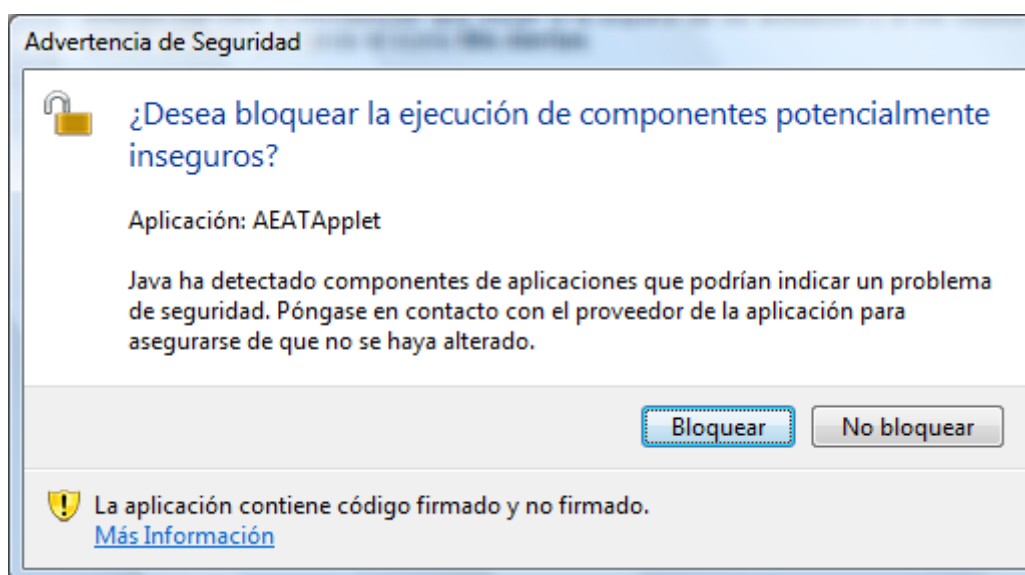 Advertencia de Seguridad
¿Desea bloquear la ejecución de componentes potencialmente
inseguros?
Aplicación: AEATApplet
Java ha detectado componentes de aplicaciones que podrían indicar un problema
de seguridad. Póngase en contacto con el proveedor de la aplicación para
asegurarse de que no se haya alterado.
Bloquear
No bloquear
La aplicación contiene código firmado y no firmado.
Más Información